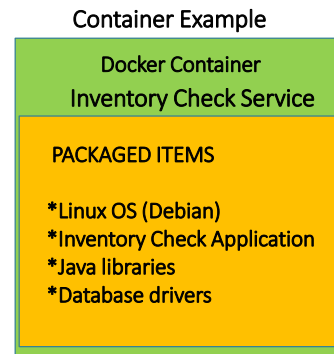 Container Example
Docker Container
Inventory Check Service
PACKAGED ITEMS
*Linux OS (Debian)
*Inventory Check Application
*Java libraries
*Database drivers